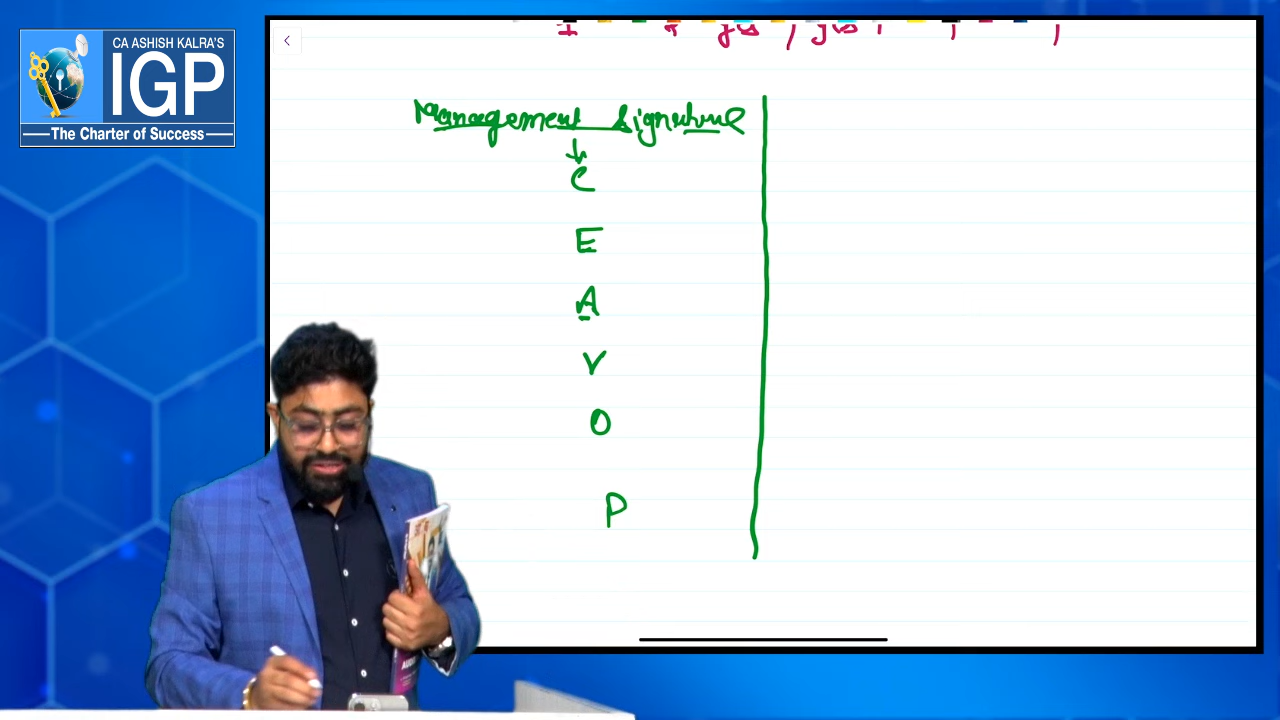 CA ASHISH KALRA'S
IGP
The Charter of Success
Management Signature
C
E
A
V
O
P